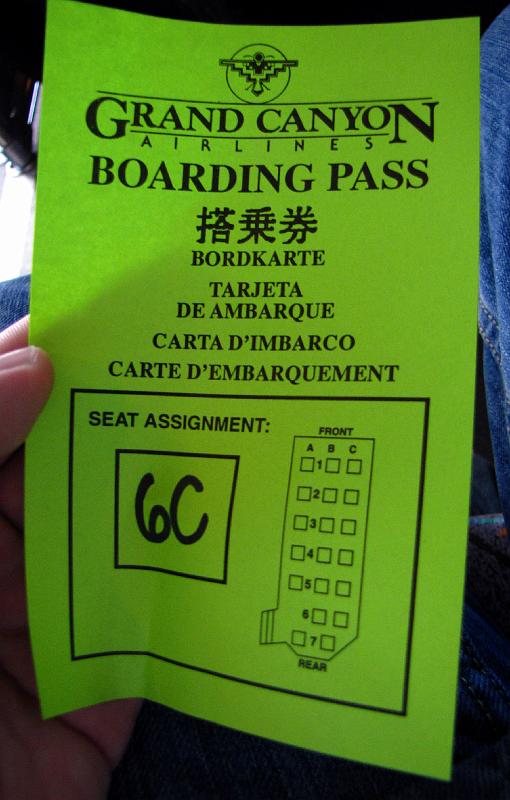 GRAND CANYON
AIRLINES
BOARDING PASS
搭乗券
BORDKARTE
TARJETA
DE AMBARQUE
CARTA D'IMBARCO
CARTE D'EMBARQUEMENT
SEAT ASSIGNMENT:
6C
FRONT
A B C
1
2
3
4
5
6
7
REAR